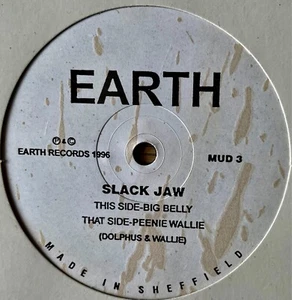 EARTH
℗ & ©
EARTH RECORDS 1996
MUD 3
SLACK JAW
THIS SIDE-BIG BELLY
THAT SIDE-PEENIE WALLIE
(DOLPHUS & WALLIE)
MADE IN SHEFFIELD